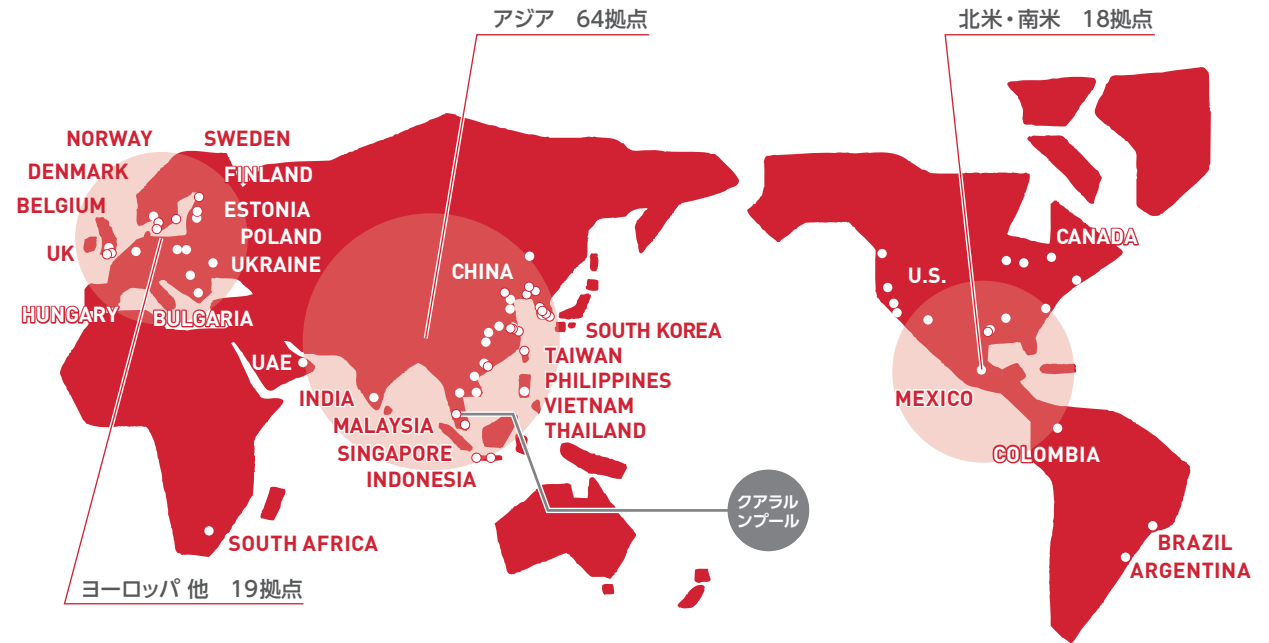 アジア　64拠点
北米・南米　18拠点
NORWAY
SWEDEN
DENMARK
FINLAND
BELGIUM
ESTONIA
POLAND
UK
UKRAINE
HUNGARY
BULGARIA
CHINA
CANADA
U.S.
SOUTH KOREA
TAIWAN
UAE
PHILIPPINES
INDIA
VIETNAM
MALAYSIA
THAILAND
SINGAPORE
INDONESIA
MEXICO
COLOMBIA
クアラル
ンプール
SOUTH AFRICA
BRAZIL
ARGENTINA
ヨーロッパ 他　19拠点